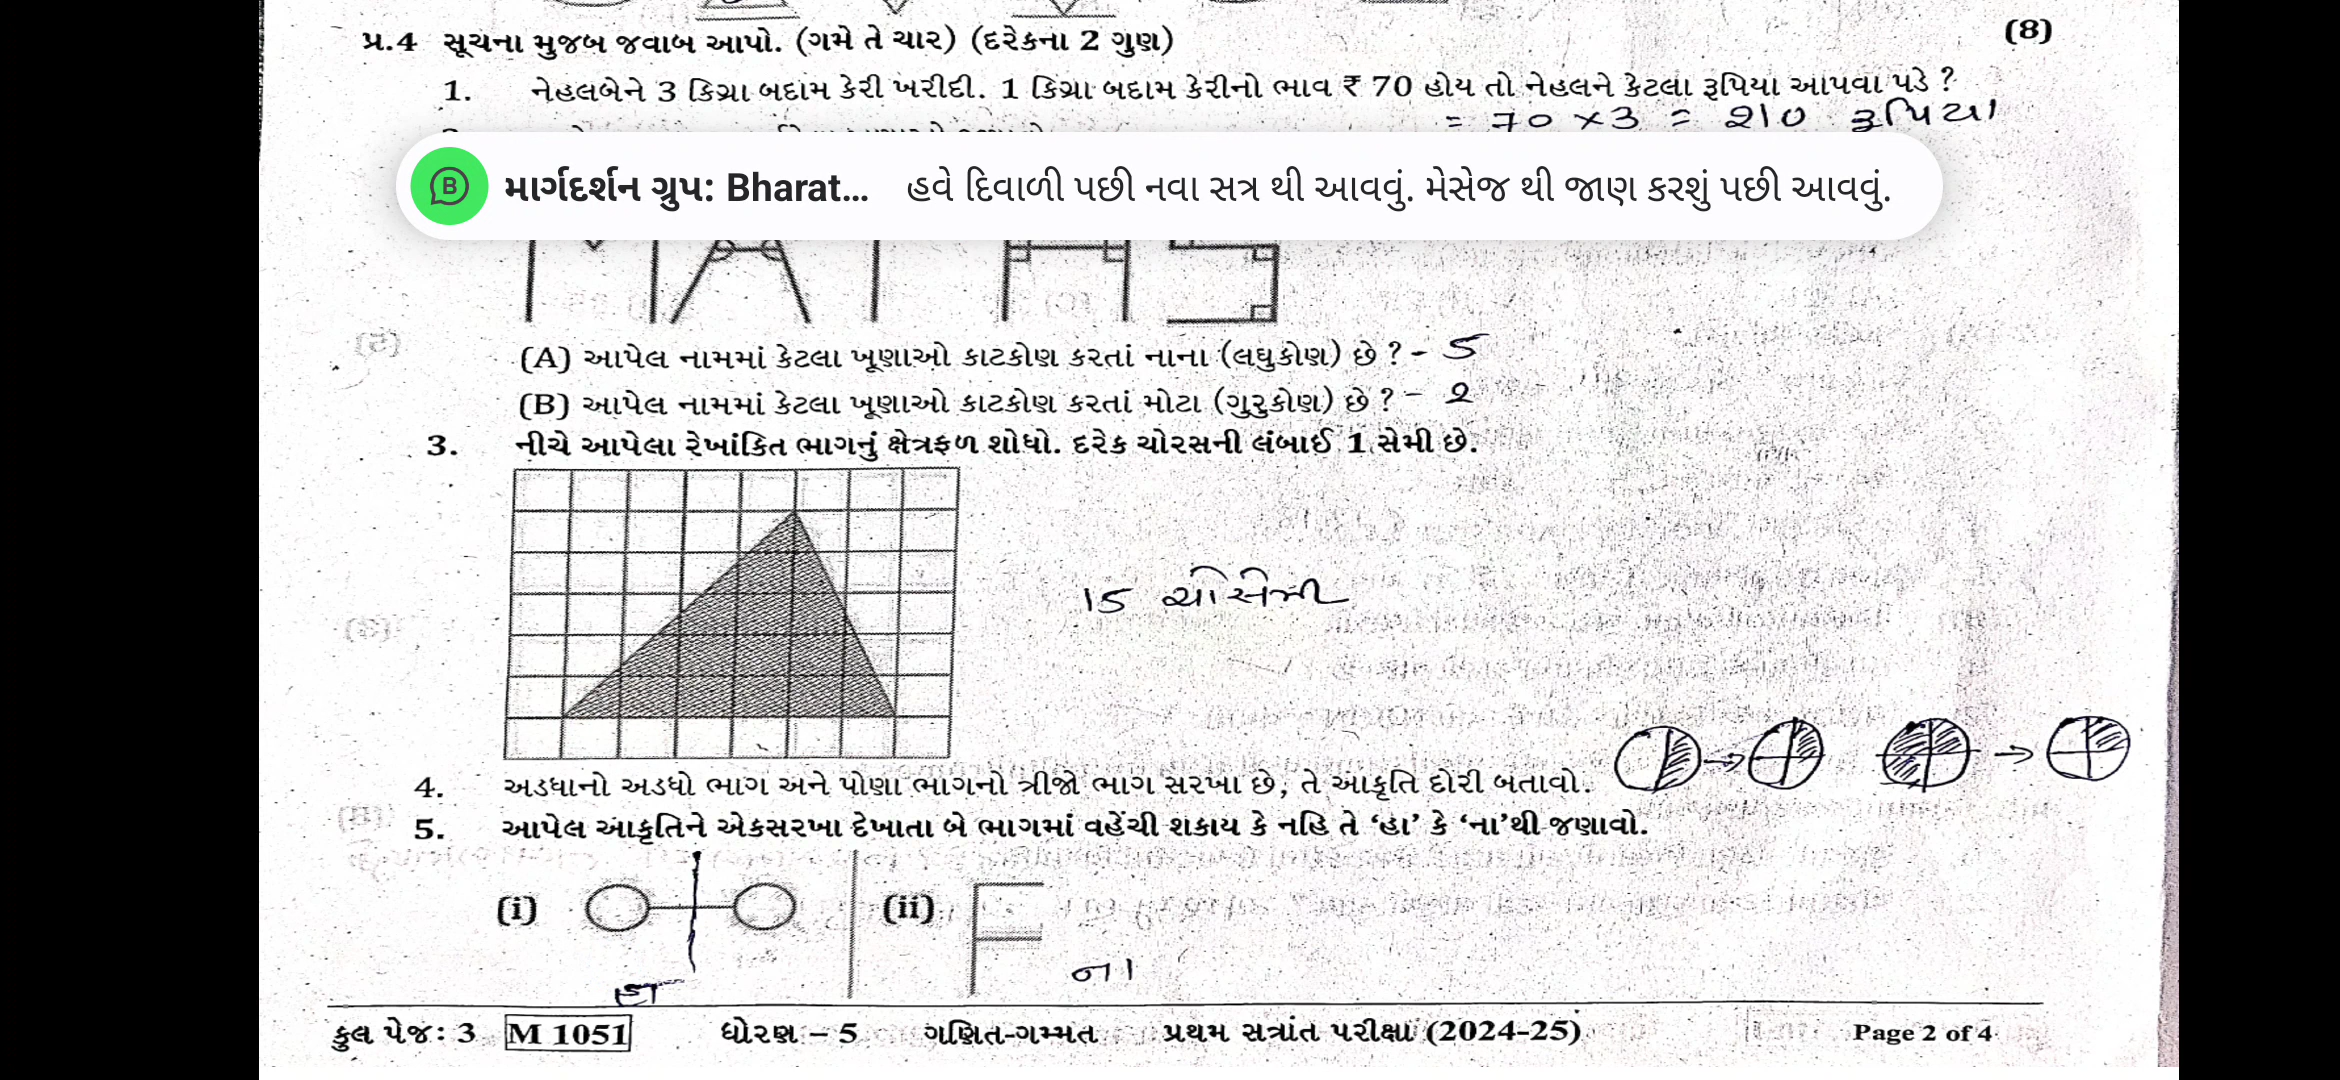 પ્ર.4 સૂચના મુજબ જવાબ આપો. (ગમે તે ચાર) (દરેકના 2 ગુણ) (8)
1. નેહલબેને 3 કિગ્રા બદામ કેરી ખરીદી. 1 કિગ્રા બદામ કેરીનો ભાવ ₹ 70 હોય તો નેહલને કેટલા રૂપિયા આપવા પડે ?
= 70 × 3 = 210 રૂપિયા
માર્ગદર્શન ગ્રુપ: Bharat... હવે દિવાળી પછી નવા સત્ર થી આવવું. મેસેજ થી જાણ કરશું પછી આવવું.
MATHS
(A) આપેલ નામમાં કેટલા ખૂણાઓ કાટકોણ કરતાં નાના (લઘુકોણ) છે ? - 5
(B) આપેલ નામમાં કેટલા ખૂણાઓ કાટકોણ કરતાં મોટા (ગુરુકોણ) છે ? - 2
3. નીચે આપેલા રેખાંકિત ભાગનું ક્ષેત્રફળ શોધો. દરેક ચોરસની લંબાઈ 1 સેમી છે.
15 ચોસેમી
4. અડધાનો અડધો ભાગ અને પોણા ભાગનો ત્રીજો ભાગ સરખા છે, તે આકૃતિ દોરી બતાવો.
5. આપેલ આકૃતિને એકસરખા દેખાતા બે ભાગમાં વહેંચી શકાય કે નહિ તે ‘હા’ કે ‘ના’થી જણાવો.
(i) (ii) F
હા ના
કુલ પેજ: 3 M 1051 ધોરણ – 5 ગણિત-ગમ્મત પ્રથમ સત્રાંત પરીક્ષા (2024-25) Page 2 of 4